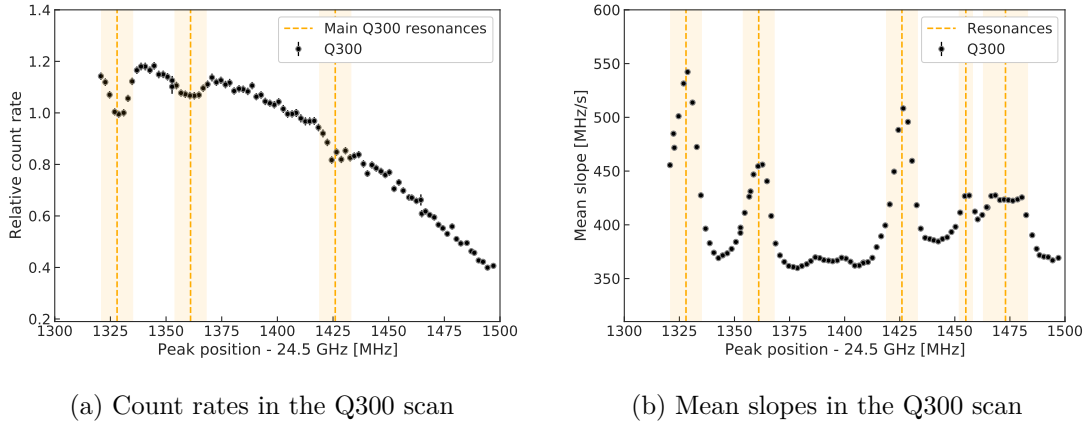 1.4
1.2
1.0
0.8
0.6
0.4
0.2
Relative count rate
Main Q300 resonances
Q300
1300 1325 1350 1375 1400 1425 1450 1475 1500
Peak position - 24.5 GHz [MHz]
(a) Count rates in the Q300 scan
600
550
500
450
400
350
Mean slope [MHz/s]
Resonances
Q300
1300 1325 1350 1375 1400 1425 1450 1475 1500
Peak position - 24.5 GHz [MHz]
(b) Mean slopes in the Q300 scan